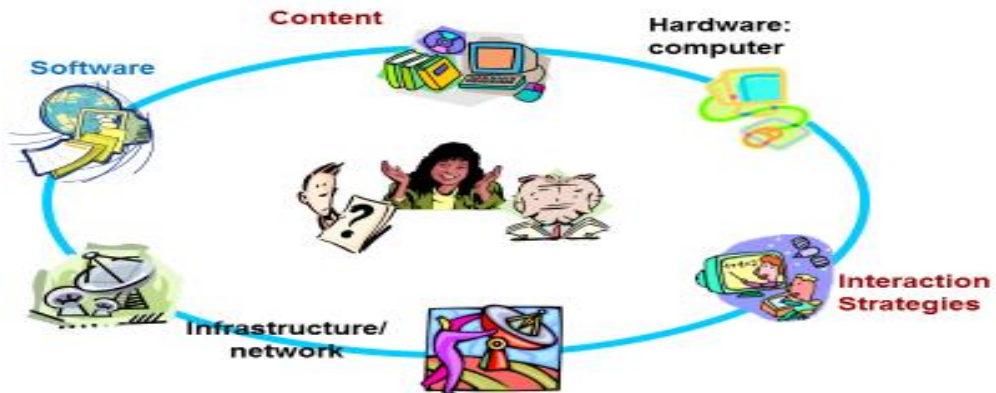 Content
Hardware:
computer
Software
Interaction
Strategies
Infrastructure/
network
?